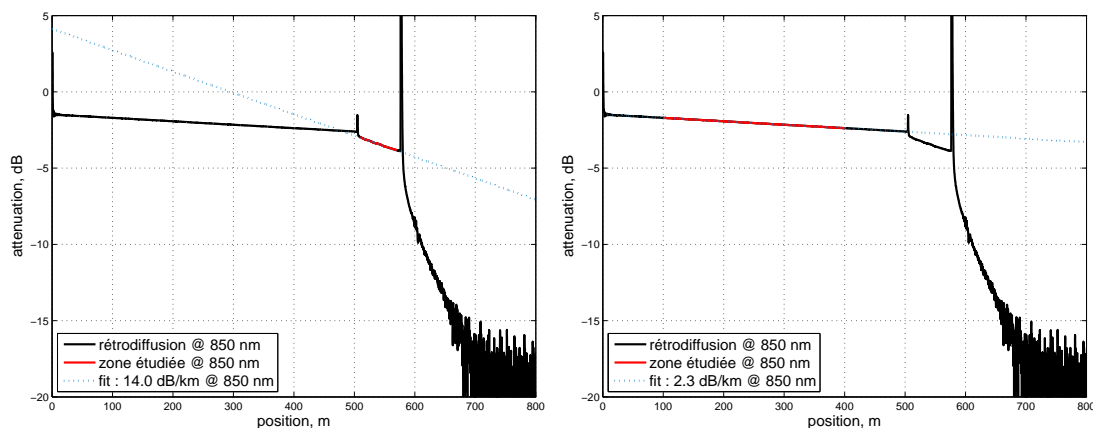 5
0
−5
−10
−15
−20
attenuation, dB
0 100 200 300 400 500 600 700 800
position, m
rétrodiffusion @ 850 nm
zone étudiée @ 850 nm
fit : 14.0 dB/km @ 850 nm
5
0
−5
−10
−15
−20
attenuation, dB
0 100 200 300 400 500 600 700 800
position, m
rétrodiffusion @ 850 nm
zone étudiée @ 850 nm
fit : 2.3 dB/km @ 850 nm